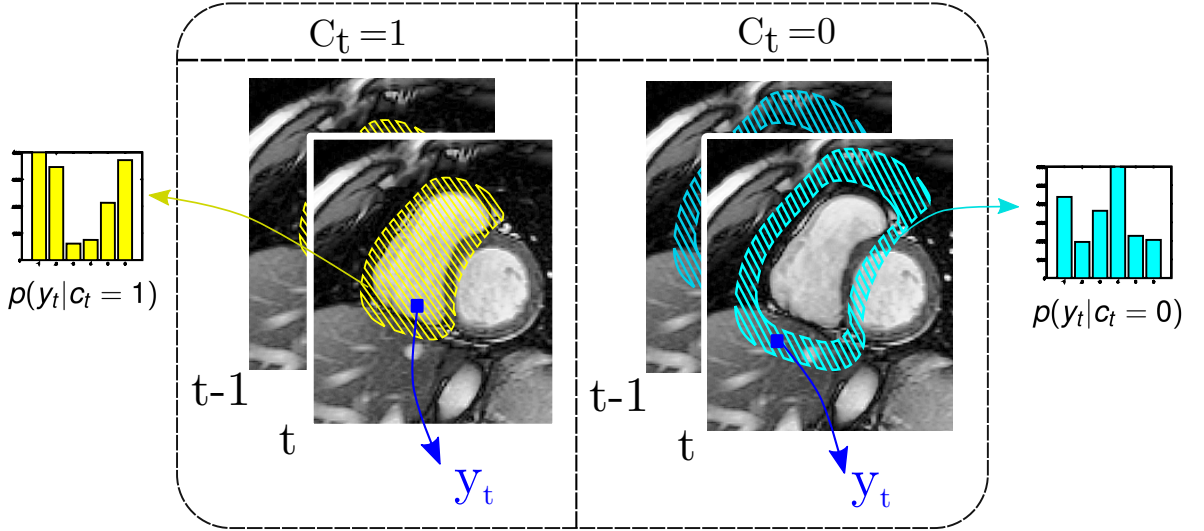 C_t =1
C_t =0
p(y_t|c_t = 1)
p(y_t|c_t = 0)
t-1
t-1
t
t
y_t
y_t